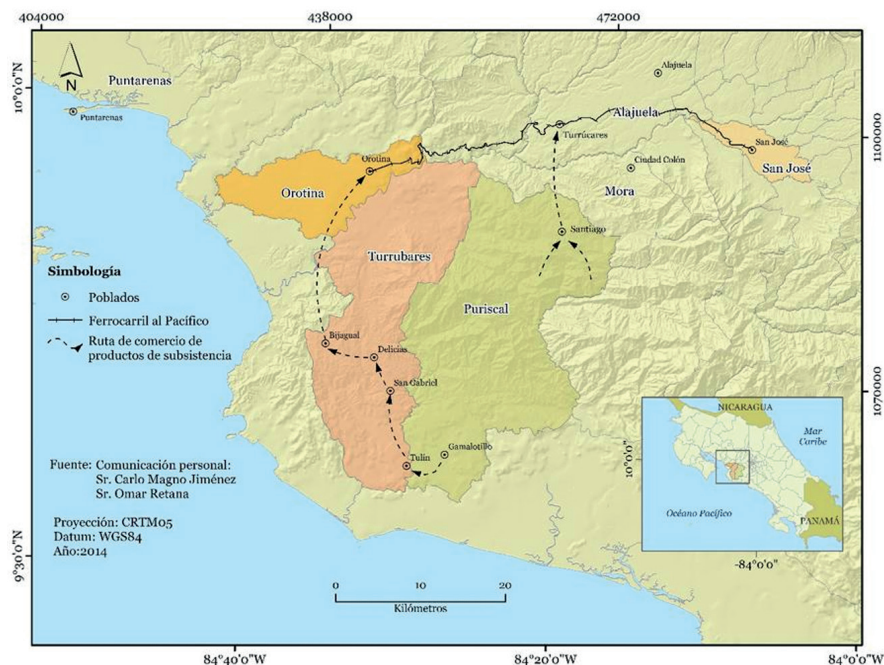 404000
438000
472000
N
10°0'0"N
Puntarenas
Puntarenas
Alajuela
Alajuela
Turrúcares
San José
San José
Ciudad Colón
Mora
Orotina
Orotina
Santiago
Turrubares
Puriscal
1100000
Simbología
Poblados
Ferrocarril al Pacífico
Ruta de comercio de
productos de subsistencia
Bijagual
Delicias
San Gabriel
Gamalotillo
Tulín
1070000
Fuente: Comunicación personal:
Sr. Carlo Magno Jiménez
Sr. Omar Retana
Proyección: CRTM05
Datum: WGS84
Año:2014
9°30'0"N
0 10 20
Kilómetros
NICARAGUA
Mar
Caribe
Océano Pacífico
PANAMÁ
10°0'0"N
-84°0'0"
84°40'0"W
84°20'0"W
84°0'0"W